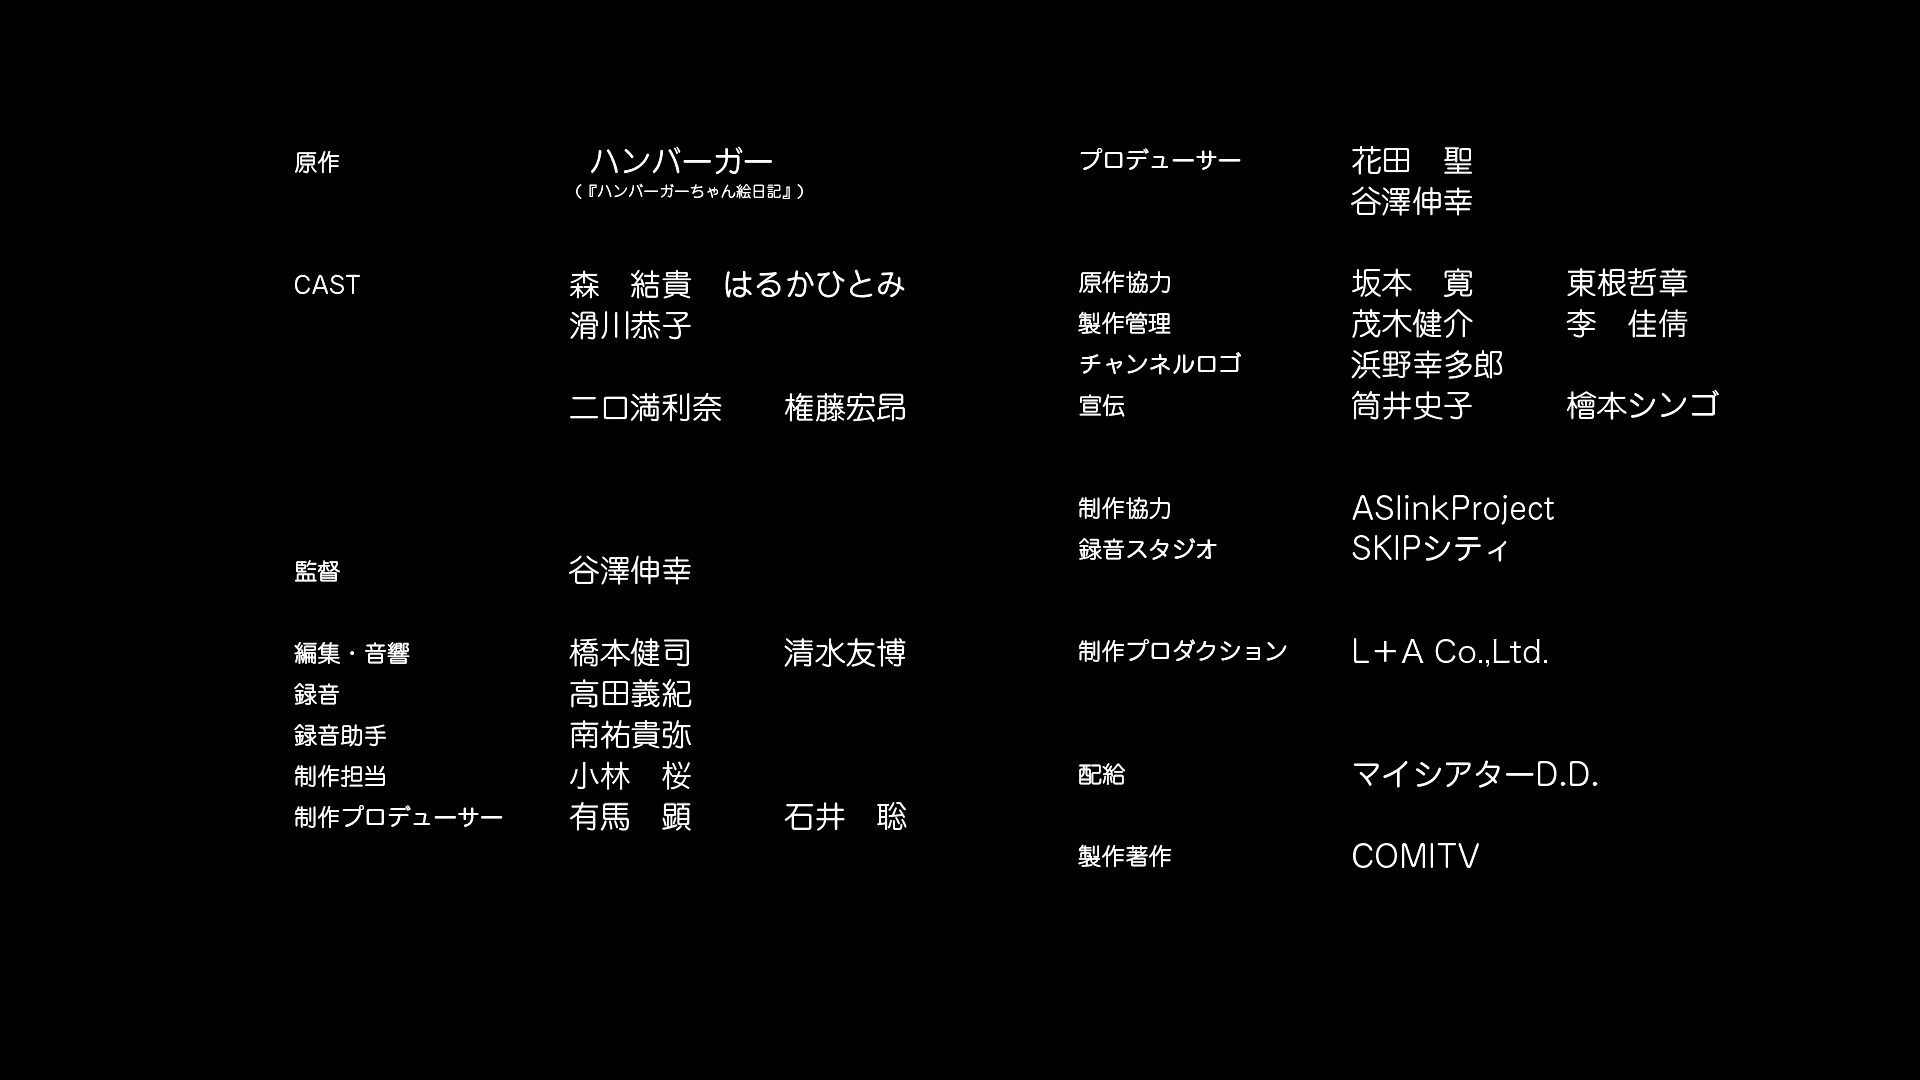 原作　ハンバーガー
（『ハンバーガーちゃん絵日記』）
CAST　森　結貴　はるかひとみ
滑川恭子
二口満利奈　権藤宏昂
監督　谷澤伸幸
編集・音響　橋本健司　清水友博
録音　高田義紀
録音助手　南祐貴弥
制作担当　小林　桜
制作プロデューサー　有馬　顕　石井　聡
プロデューサー　花田　聖
谷澤伸幸
原作協力　坂本　寛　東根哲章
製作管理　茂木健介　李　佳倩
チャンネルロゴ　浜野幸多郎
宣伝　筒井史子　檜本シンゴ
制作協力　ASlinkProject
録音スタジオ　SKIPシティ
制作プロダクション　L＋A Co.,Ltd.
配給　マイシアターD.D.
製作著作　COMITV